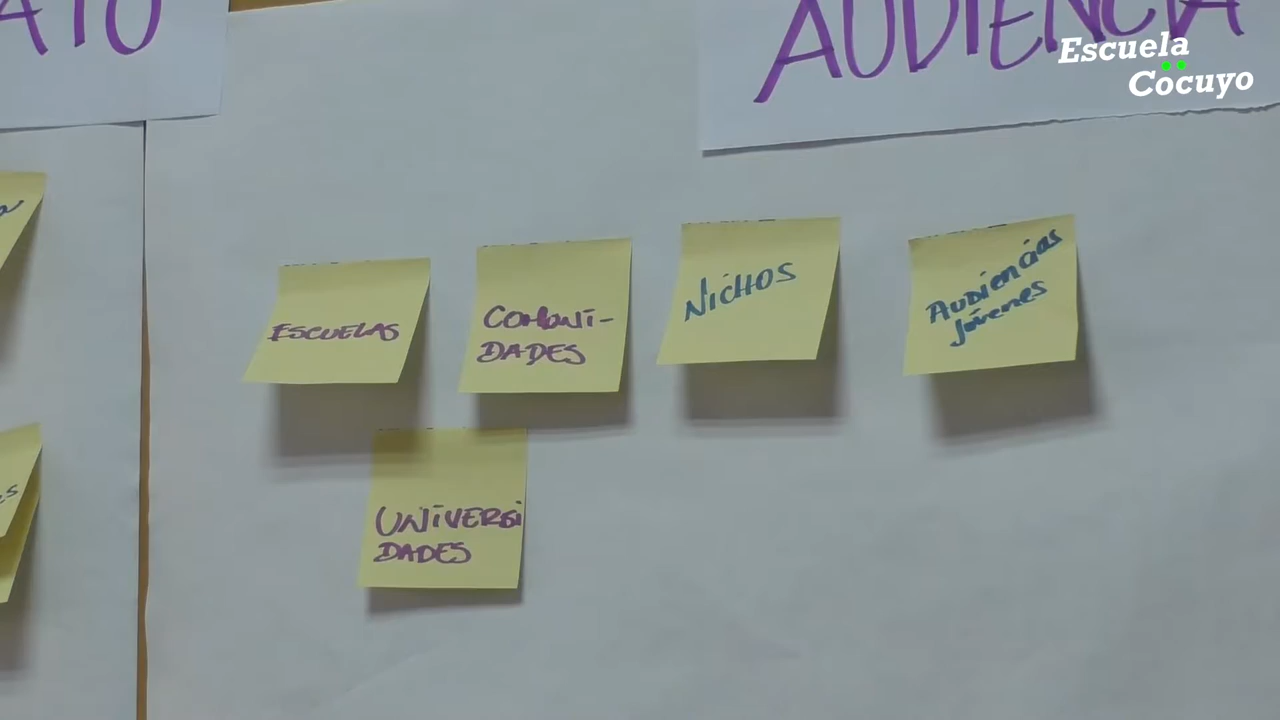 AUDIENCIA
Escuela
Cocuyo
ESCUELAS
COMUNI-
DADES
NICHOS
AUDiENCiAS
JóVENES
UNIVERSI
DADES